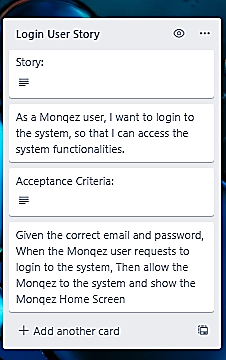 Login User Story
Story:
As a Monqez user, I want to login to
the system, so that I can access the
system functionalities.
Acceptance Criteria:
Given the correct email and password,
When the Monqez user requests to
login to the system, Then allow the
Monqez to the system and show the
Monqez Home Screen
+ Add another card